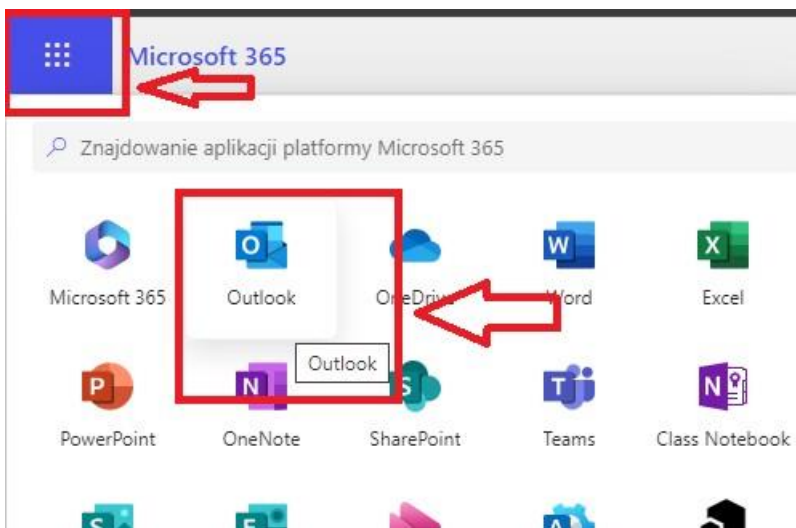 Microsoft 365
Znajdowanie aplikacji platformy Microsoft 365
Microsoft 365
Outlook
OneDrive
Word
Excel
Outlook
PowerPoint
OneNote
SharePoint
Teams
Class Notebook